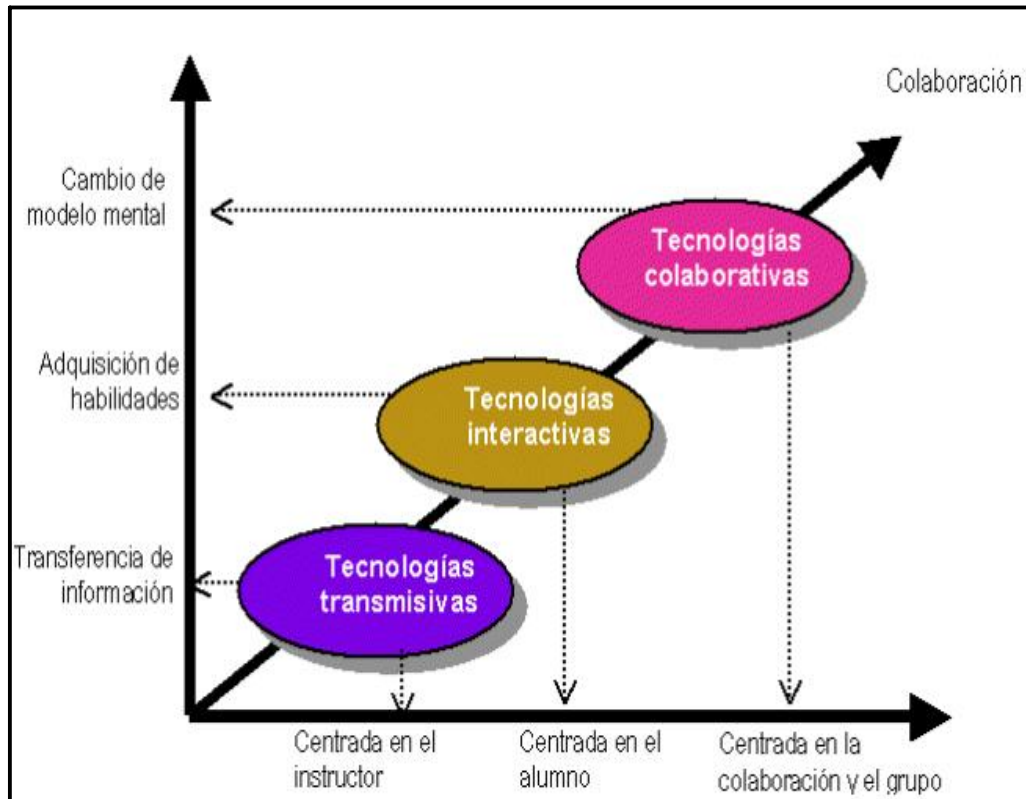 Colaboración
Cambio de
modelo mental
Tecnologías
colaborativas
Adquisición de
habilidades
Tecnologías
interactivas
Transferencia de
información
Tecnologías
transmisivas
Centrada en el
instructor
Centrada en el
alumno
Centrada en la
colaboración y el grupo